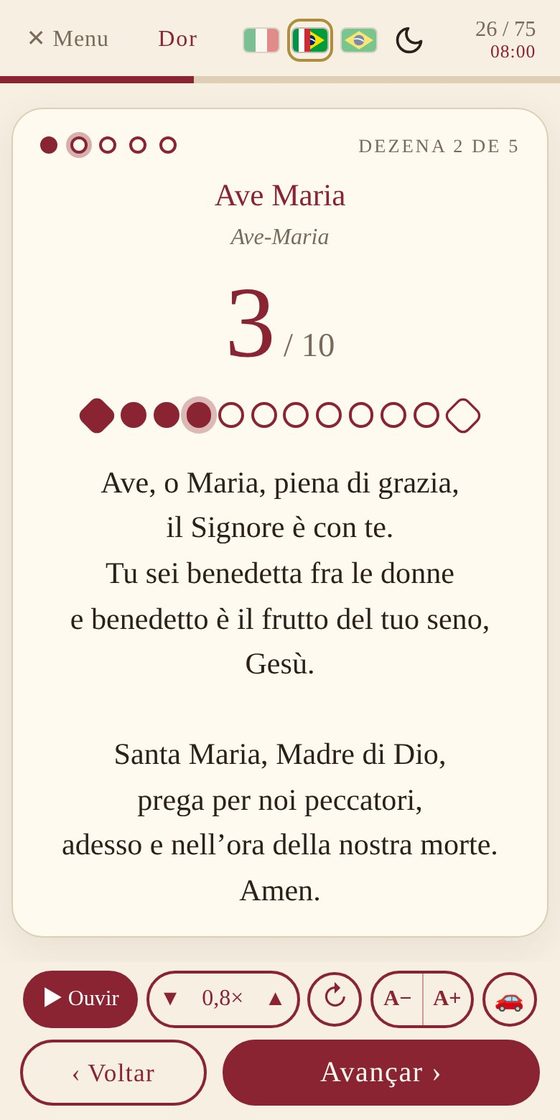 ✕ Menu
Dor
26 / 75
08:00
DEZENA 2 DE 5
Ave Maria
Ave-Maria
3 / 10
Ave, o Maria, piena di grazia,
il Signore è con te.
Tu sei benedetta fra le donne
e benedetto è il frutto del tuo seno,
Gesù.
Santa Maria, Madre di Dio,
prega per noi peccatori,
adesso e nell’ora della nostra morte.
Amen.
▶ Ouvir
▼ 0,8× ▲
A− A+
‹ Voltar
Avançar ›